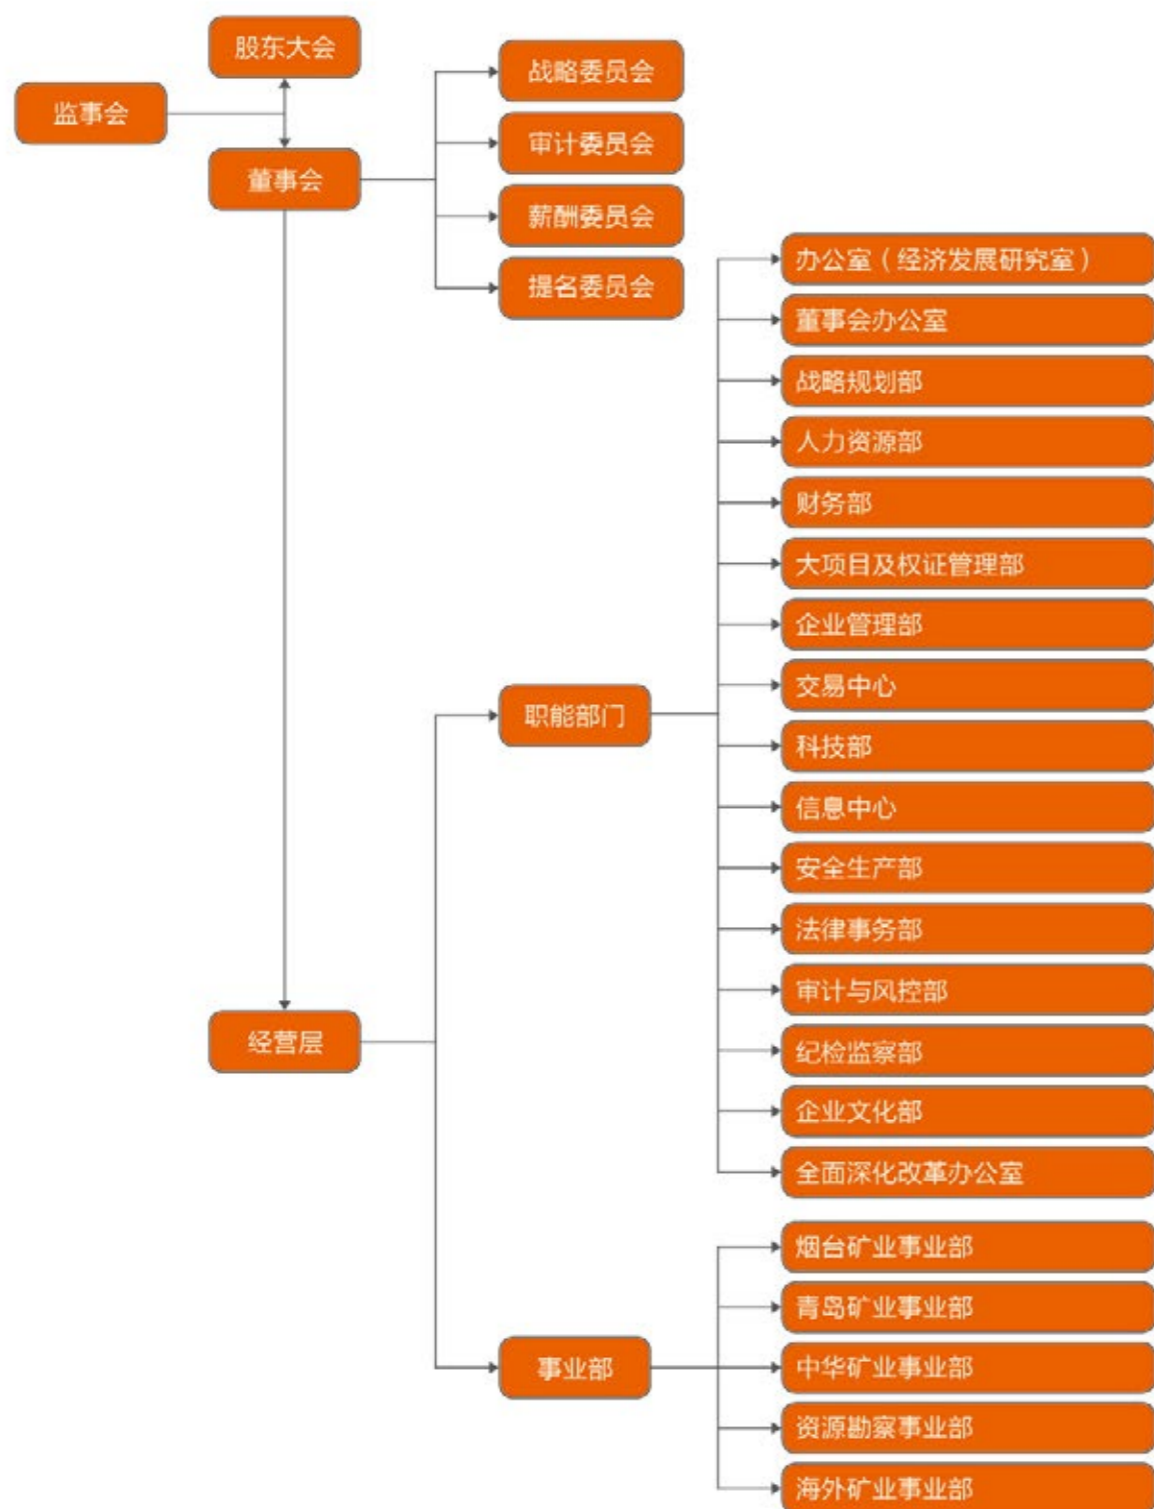 股东大会
监事会
董事会
战略委员会
审计委员会
薪酬委员会
提名委员会
经营层
职能部门
办公室（经济发展研究室）
董事会办公室
战略规划部
人力资源部
财务部
大项目及权证管理部
企业管理部
交易中心
科技部
信息中心
安全生产部
法律事务部
审计与风控部
纪检监察部
企业文化部
全面深化改革办公室
事业部
烟台矿业事业部
青岛矿业事业部
中华矿业事业部
资源勘察事业部
海外矿业事业部